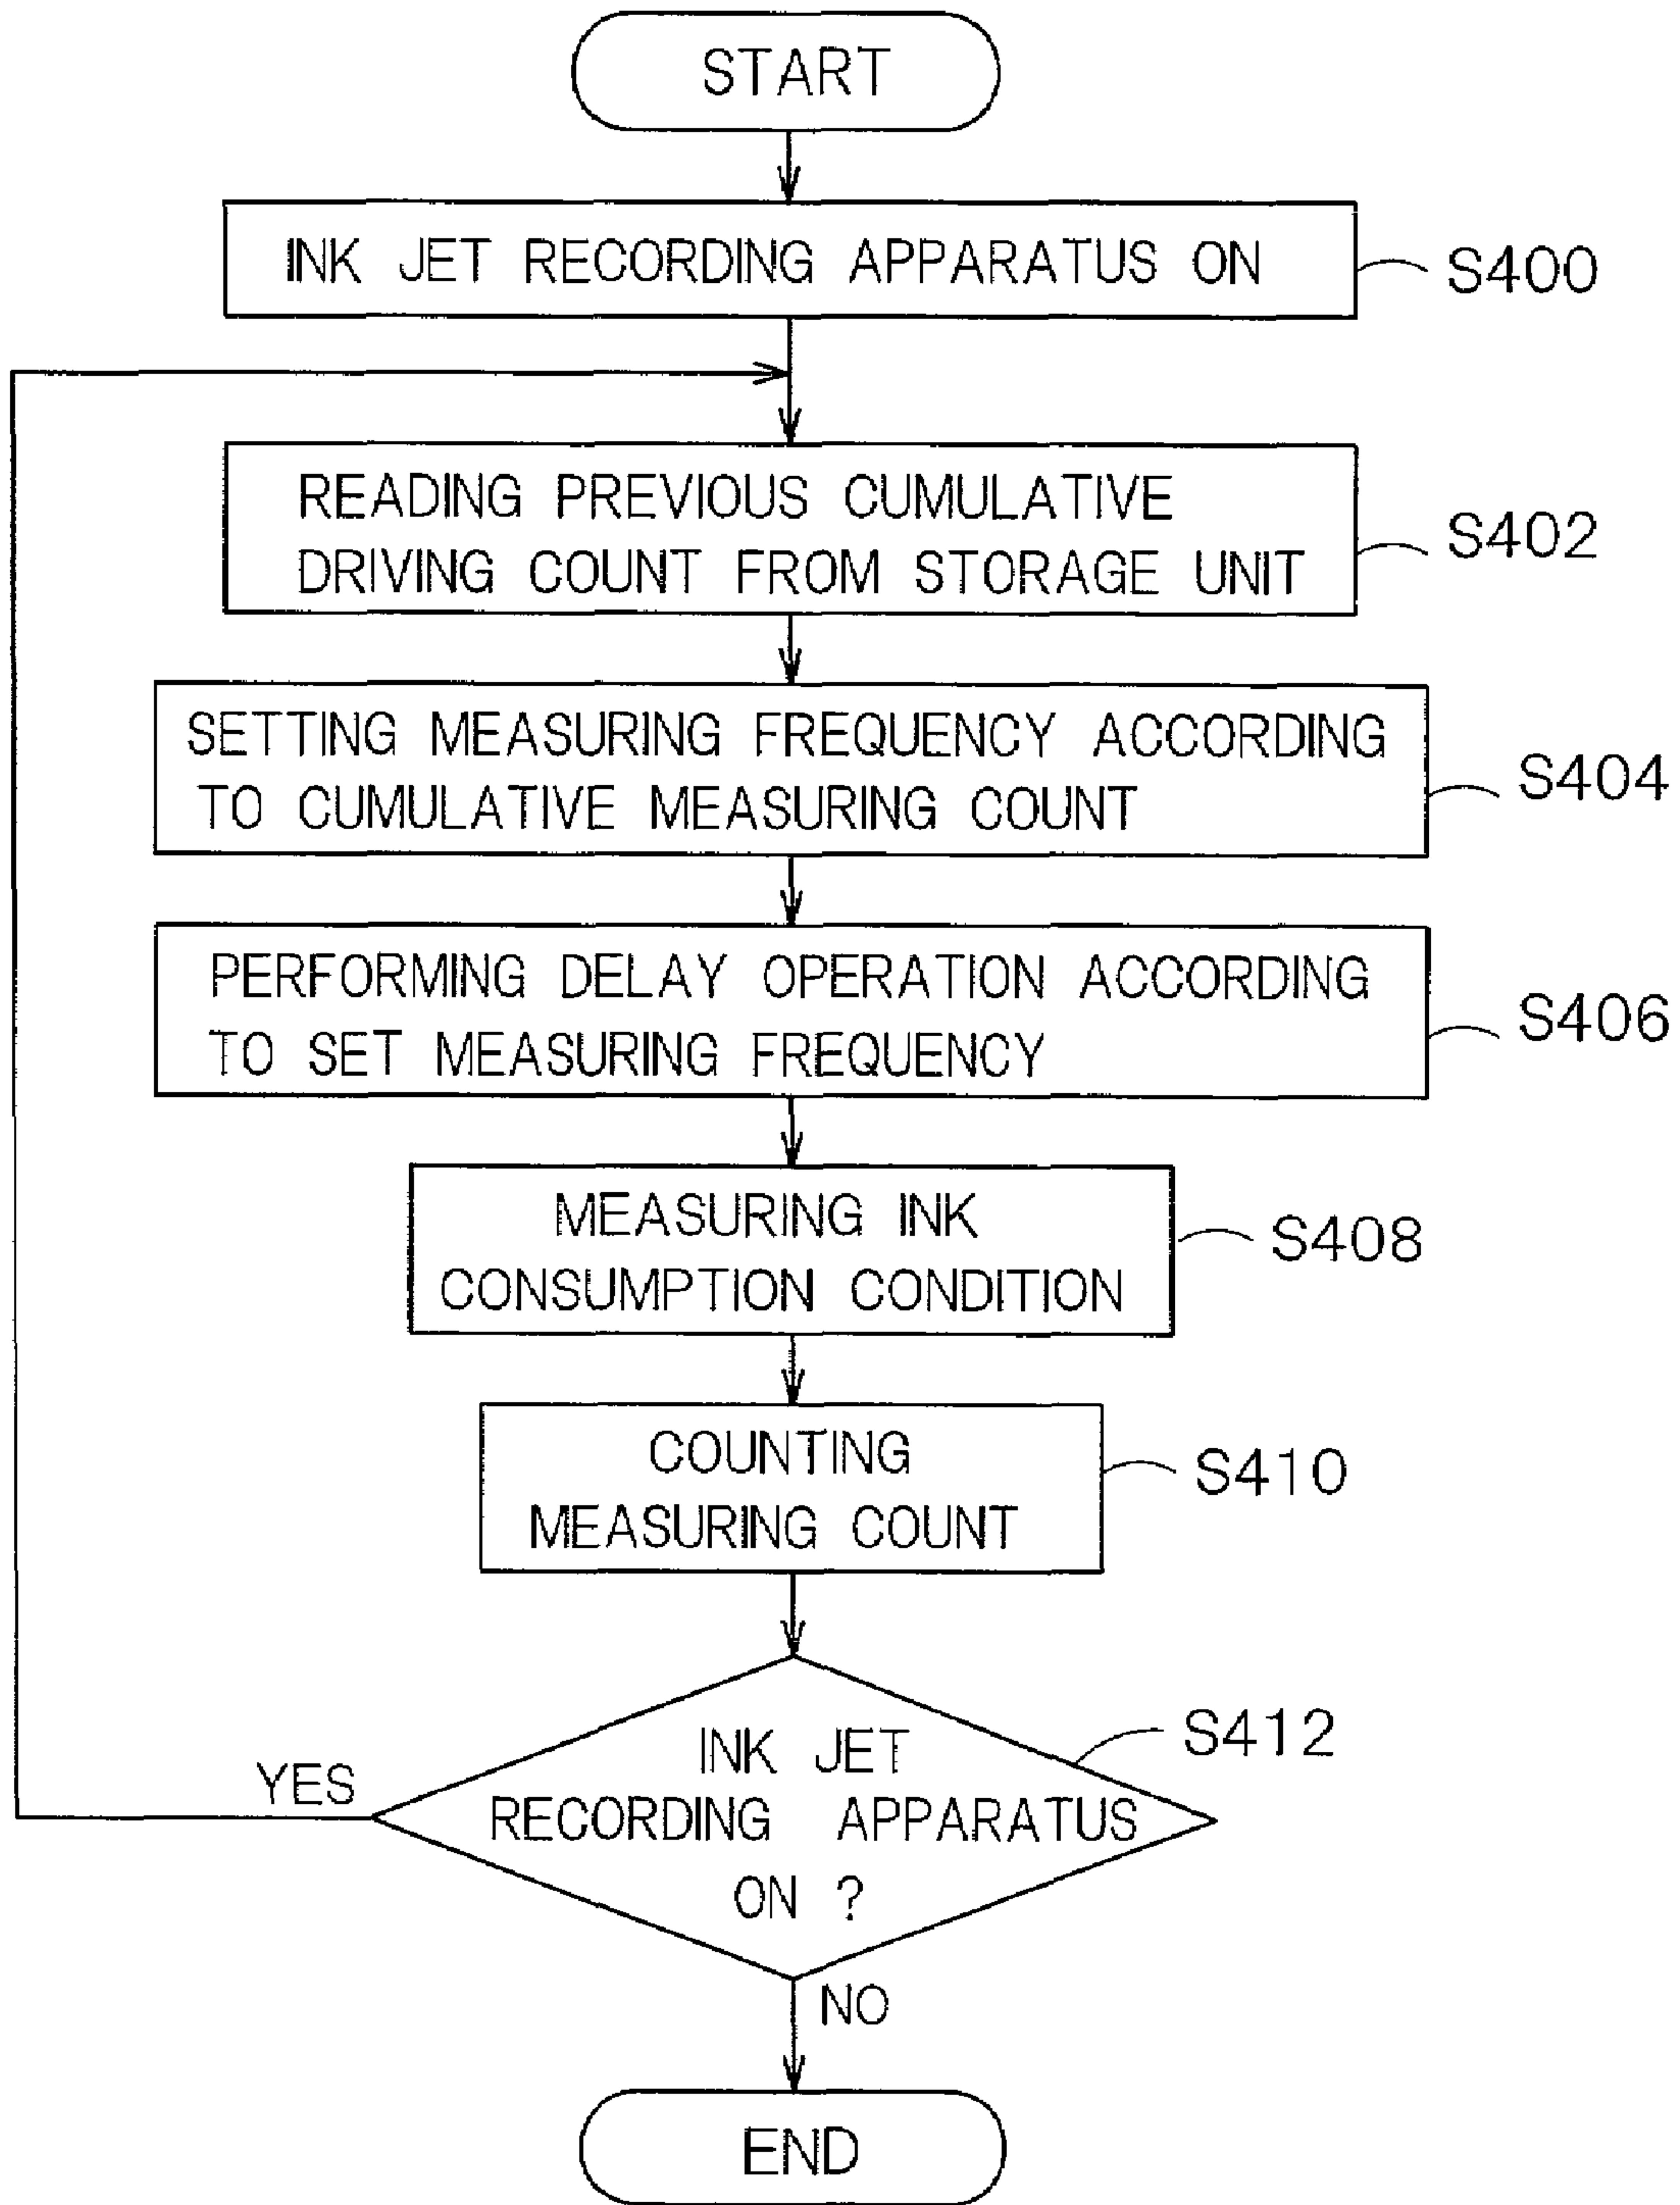 START
INK JET RECORDING APPARATUS ON
S400
READING PREVIOUS CUMULATIVE
DRIVING COUNT FROM STORAGE UNIT
S402
SETTING MEASURING FREQUENCY ACCORDING
TO CUMULATIVE MEASURING COUNT
S404
PERFORMING DELAY OPERATION ACCORDING
TO SET MEASURING FREQUENCY
S406
MEASURING INK
CONSUMPTION CONDITION
S408
COUNTING
MEASURING COUNT
S410
INK JET
RECORDING APPARATUS
ON ?
S412
YES
NO
END